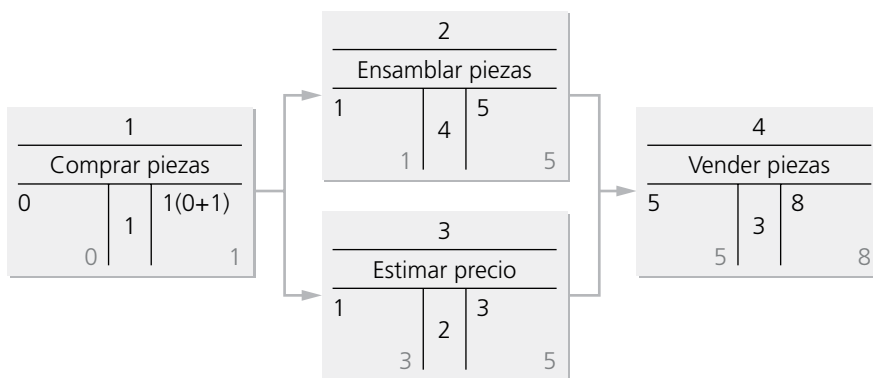 1
Comprar piezas
0 1 1(0+1)
0 1
2
Ensamblar piezas
1 4 5
1 5
3
Estimar precio
1 2 3
3 5
4
Vender piezas
5 3 8
5 8